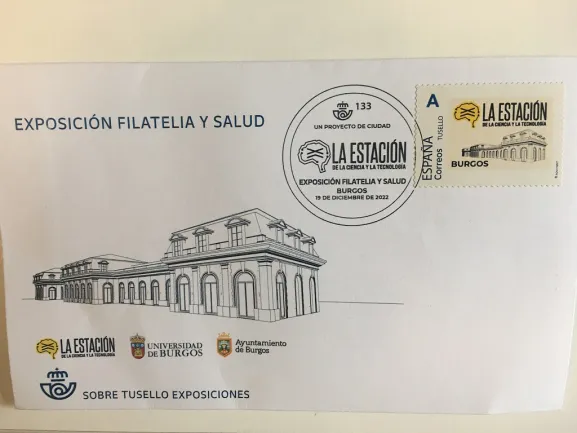 EXPOSICIÓN FILATELIA Y SALUD
133
UN PROYECTO DE CIUDAD
LA ESTACIÓN
DE LA CIENCIA Y LA TECNOLOGÍA
EXPOSICIÓN FILATELIA Y SALUD
BURGOS
19 DE DICIEMBRE DE 2022
A
LA ESTACIÓN
DE LA CIENCIA Y LA TECNOLOGÍA
ESPAÑA
Correos TUSELLO
BURGOS
LA ESTACIÓN
DE LA CIENCIA Y LA TECNOLOGÍA
UNIVERSIDAD
DE BURGOS
Ayuntamiento
de Burgos
SOBRE TUSELLO EXPOSICIONES